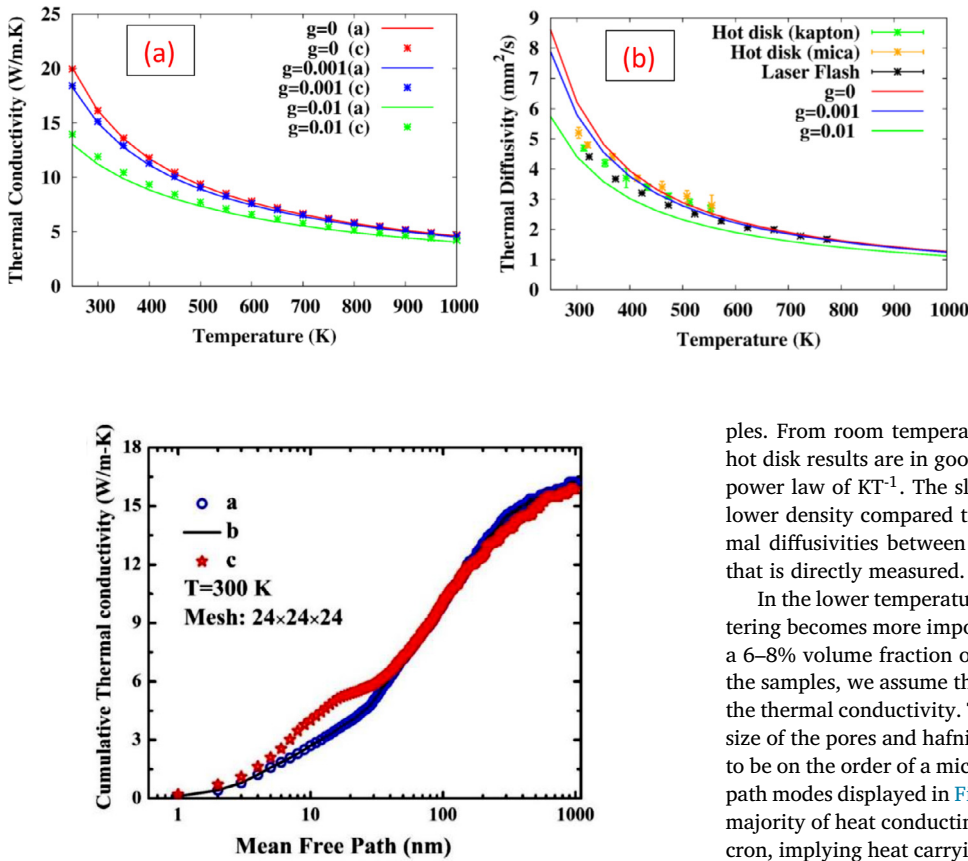 (a)
Thermal Conductivity (W/m.K)
25
20
15
10
5
0
g=0 (a)
g=0 (c)
g=0.001(a)
g=0.001 (c)
g=0.01 (a)
g=0.01 (c)
300 400 500 600 700 800 900 1000
Temperature (K)
(b)
Thermal Diffusivity (mm²/s)
9
8
7
6
5
4
3
2
1
0
Hot disk (kapton)
Hot disk (mica)
Laser Flash
g=0
g=0.001
g=0.01
300 400 500 600 700 800 900 1000
Temperature (K)
Cumulative Thermal conductivity (W/m-K)
18
15
12
9
6
3
0
a
b
c
T=300 K
Mesh: 24×24×24
1 10 100 1000
Mean Free Path (nm)
ples. From room tempera
hot disk results are in goo
power law of KT⁻¹. The sl
lower density compared t
mal diffusivities between
that is directly measured.
In the lower temperatu
tering becomes more impo
a 6–8% volume fraction o
the samples, we assume th
the thermal conductivity. T
size of the pores and hafni
to be on the order of a mic
path modes displayed in Fi
majority of heat conductin
cron, implying heat carryi